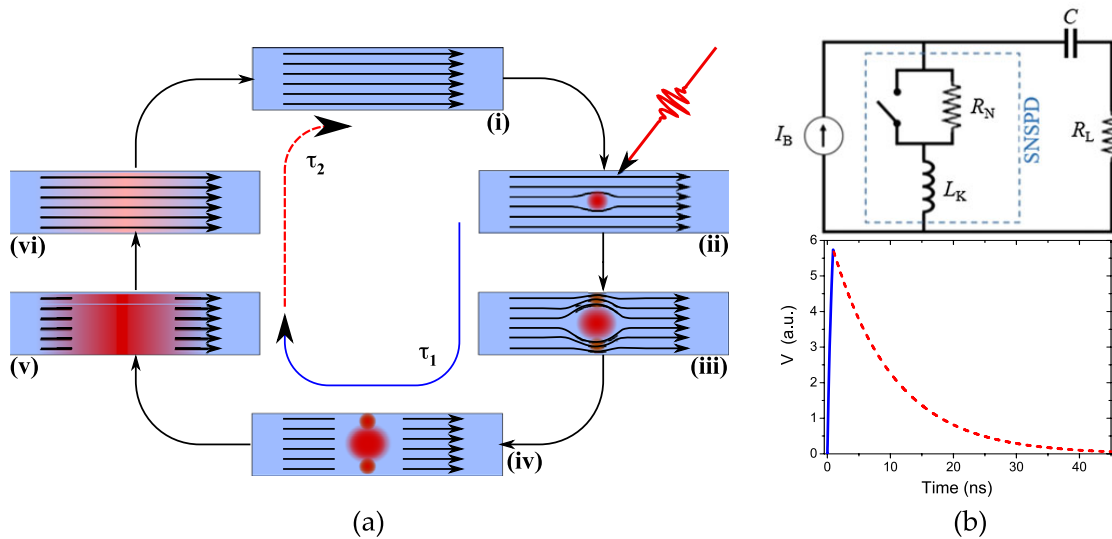 (i)
τ2
(ii)
(vi)
(iii)
τ1
(v)
(iv)
(a)
C
RN
IB
SNSPD
RL
LK
6
5
4
3
2
1
0
V (a.u.)
0 10 20 30 40
Time (ns)
(b)